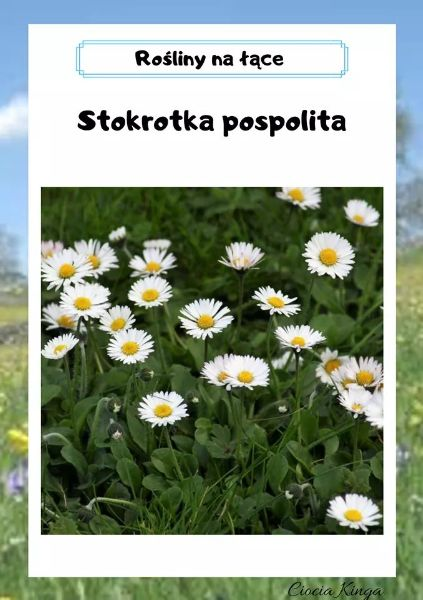 Rośliny na łące
Stokrotka pospolita
Ciocia Kinga